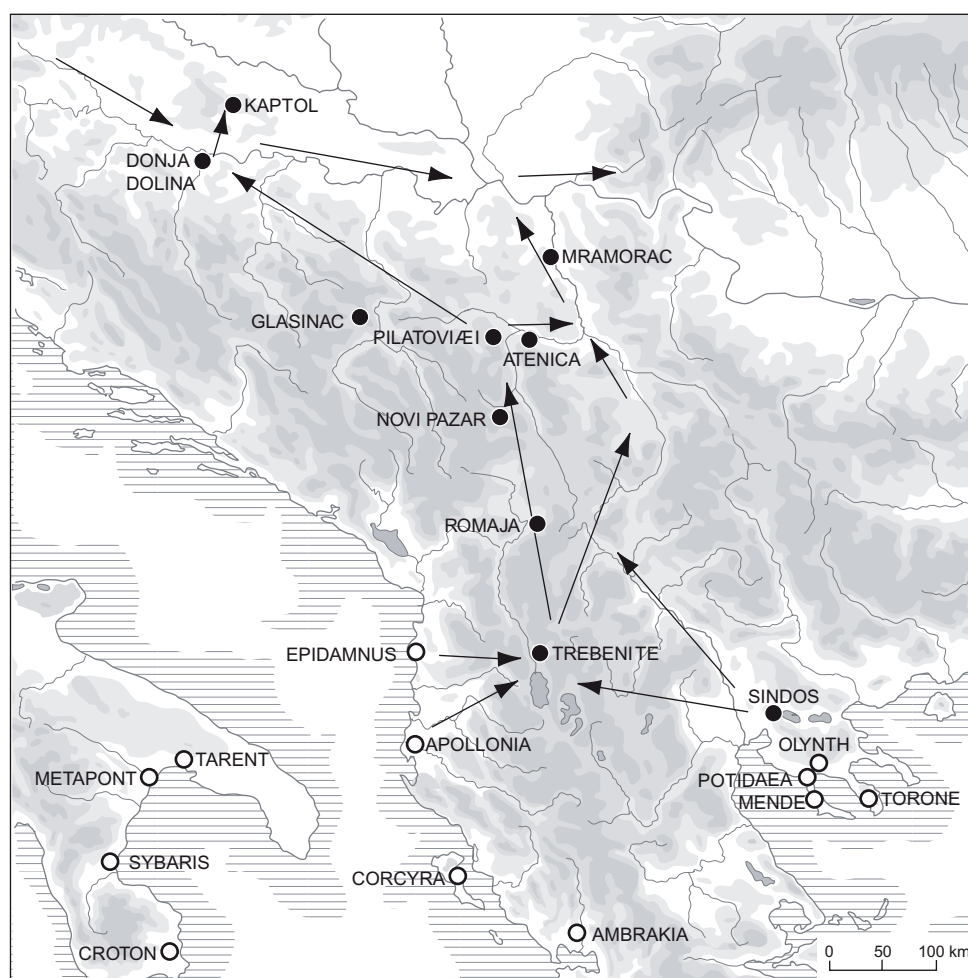 KAPTOL
DONJA
DOLINA
MRAMORAC
GLASINAC
PILATOVIÆI
ATENICA
NOVI PAZAR
ROMAJA
EPIDAMNUS
TREBENITE
SINDOS
APOLLONIA
OLYNTH
TARENT
METAPONT
POTIDAEA
MENDE
TORONE
SYBARIS
CORCYRA
AMBRAKIA
CROTON
0 50 100 km